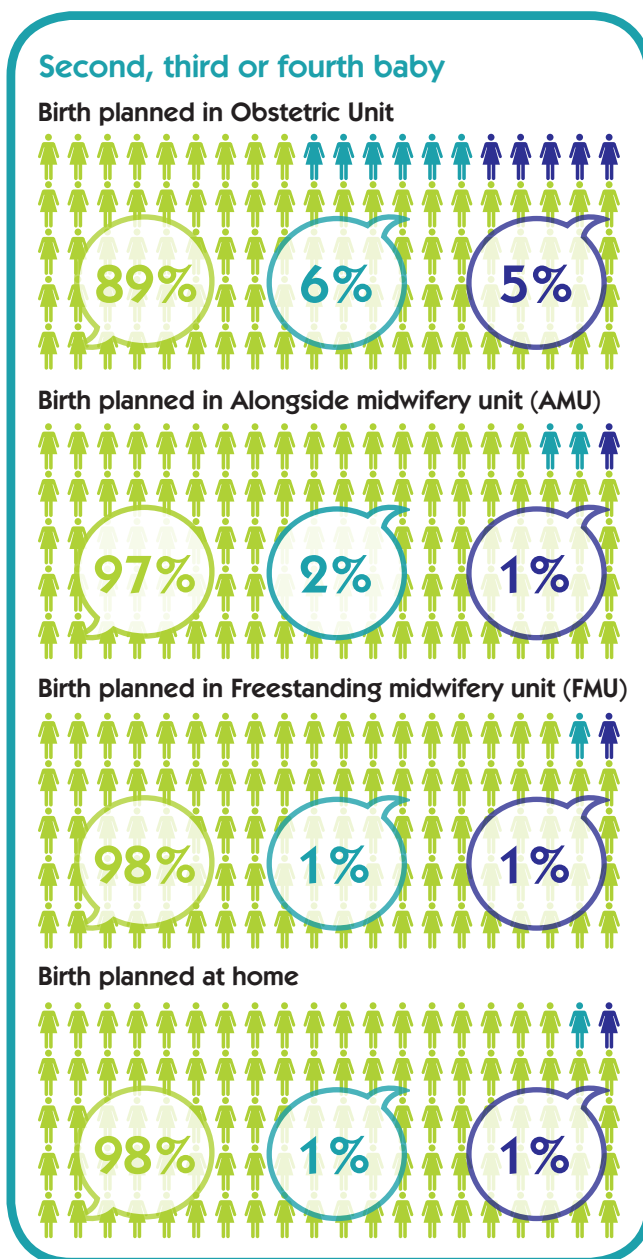 Second, third or fourth baby
Birth planned in Obstetric Unit
89% 6% 5%
Birth planned in Alongside midwifery unit (AMU)
97% 2% 1%
Birth planned in Freestanding midwifery unit (FMU)
98% 1% 1%
Birth planned at home
98% 1% 1%